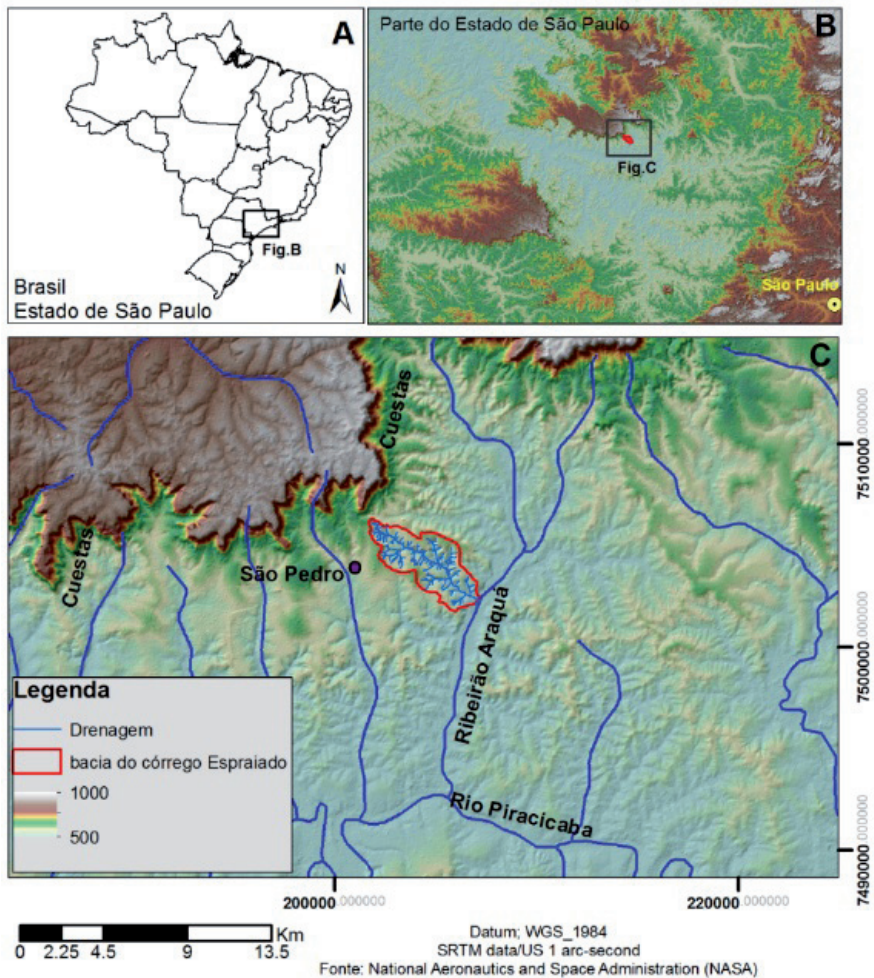 A
Fig.B
N
Brasil
Estado de São Paulo
Parte do Estado de São Paulo
B
Fig.C
São Paulo
C
Cuestas
Cuestas
São Pedro
Ribeirão Araquá
Rio Piracicaba
Legenda
Drenagem
bacia do córrego Espraiado
1000
500
7510000.000000
7500000.000000
7490000.000000
200000.000000
220000.000000
Km
0 2.25 4.5 9 13.5
Datum; WGS_1984
SRTM data/US 1 arc-second
Fonte: National Aeronautics and Space Administration (NASA)